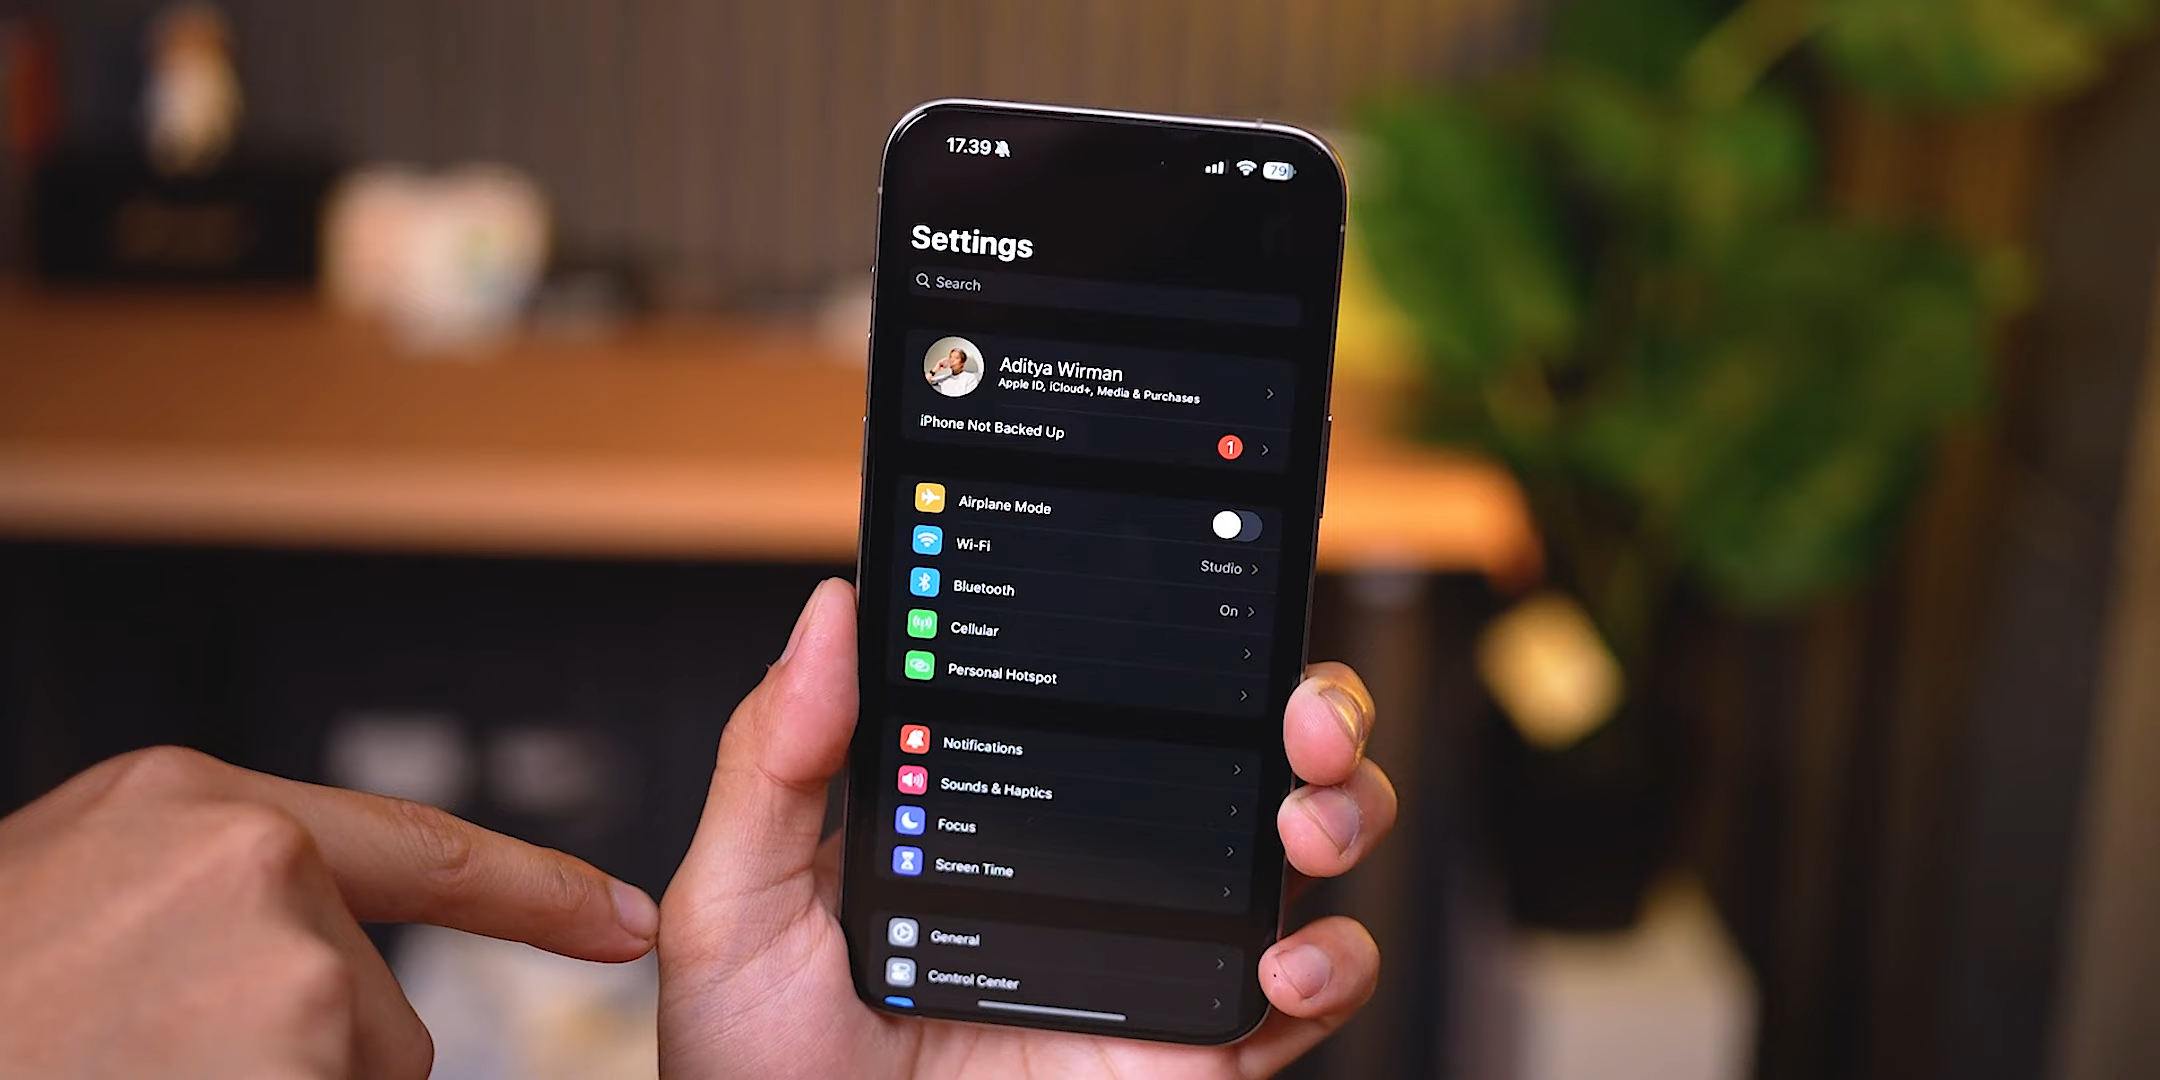 17.39
79
Settings
Search
Aditya Wirman
Apple ID, iCloud+, Media & Purchases
iPhone Not Backed Up
1
Airplane Mode
Wi-Fi
Studio
Bluetooth
On
Cellular
Personal Hotspot
Notifications
Sounds & Haptics
Focus
Screen Time
General
Control Center